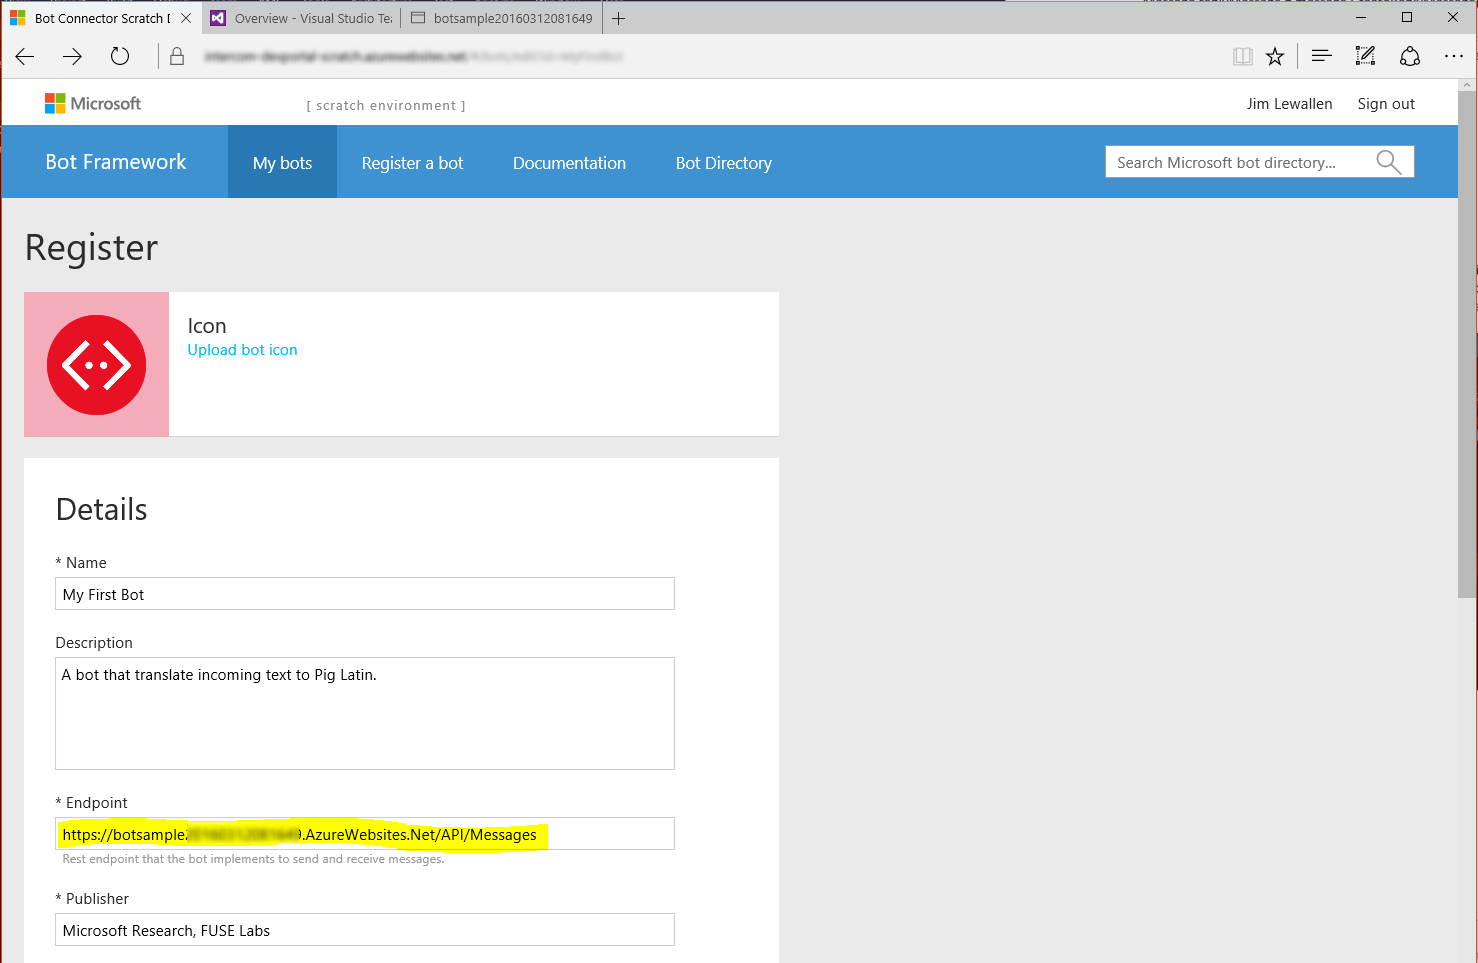 Bot Connector Scratch D
Overview - Visual Studio Te
botsample20160312081649
Microsoft
[ scratch environment ]
Jim Lewallen
Sign out
Bot Framework
My bots
Register a bot
Documentation
Bot Directory
Search Microsoft bot directory...
Register
Icon
Upload bot icon
Details
* Name
My First Bot
Description
A bot that translate incoming text to Pig Latin.
* Endpoint
https://botsample20160312081649.AzureWebsites.Net/API/Messages
Rest endpoint that the bot implements to send and receive messages.
* Publisher
Microsoft Research, FUSE Labs